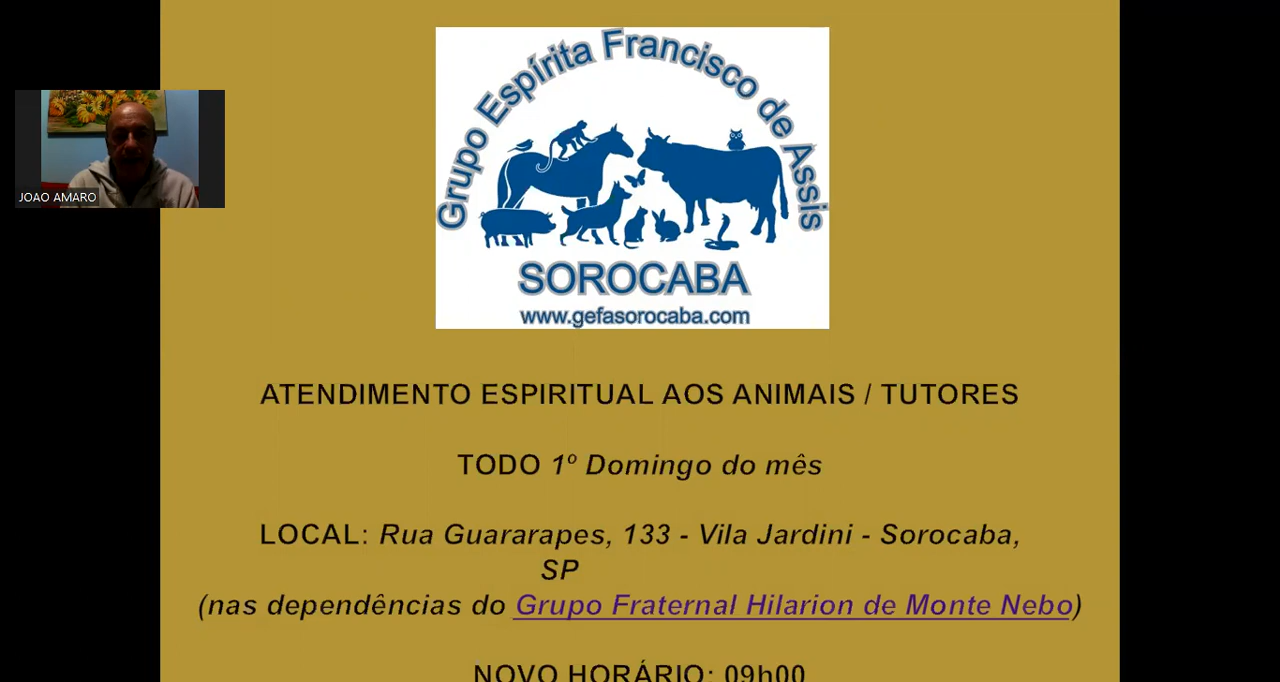 Grupo Espírita Francisco de Assis
SOROCABA
www.gefasorocaba.com
JOAO AMARO
ATENDIMENTO ESPIRITUAL AOS ANIMAIS / TUTORES
TODO 1º Domingo do mês
LOCAL: Rua Guararapes, 133 - Vila Jardini - Sorocaba,
SP
(nas dependências do Grupo Fraternal Hilarion de Monte Nebo)
NOVO HORÁRIO: 09h00